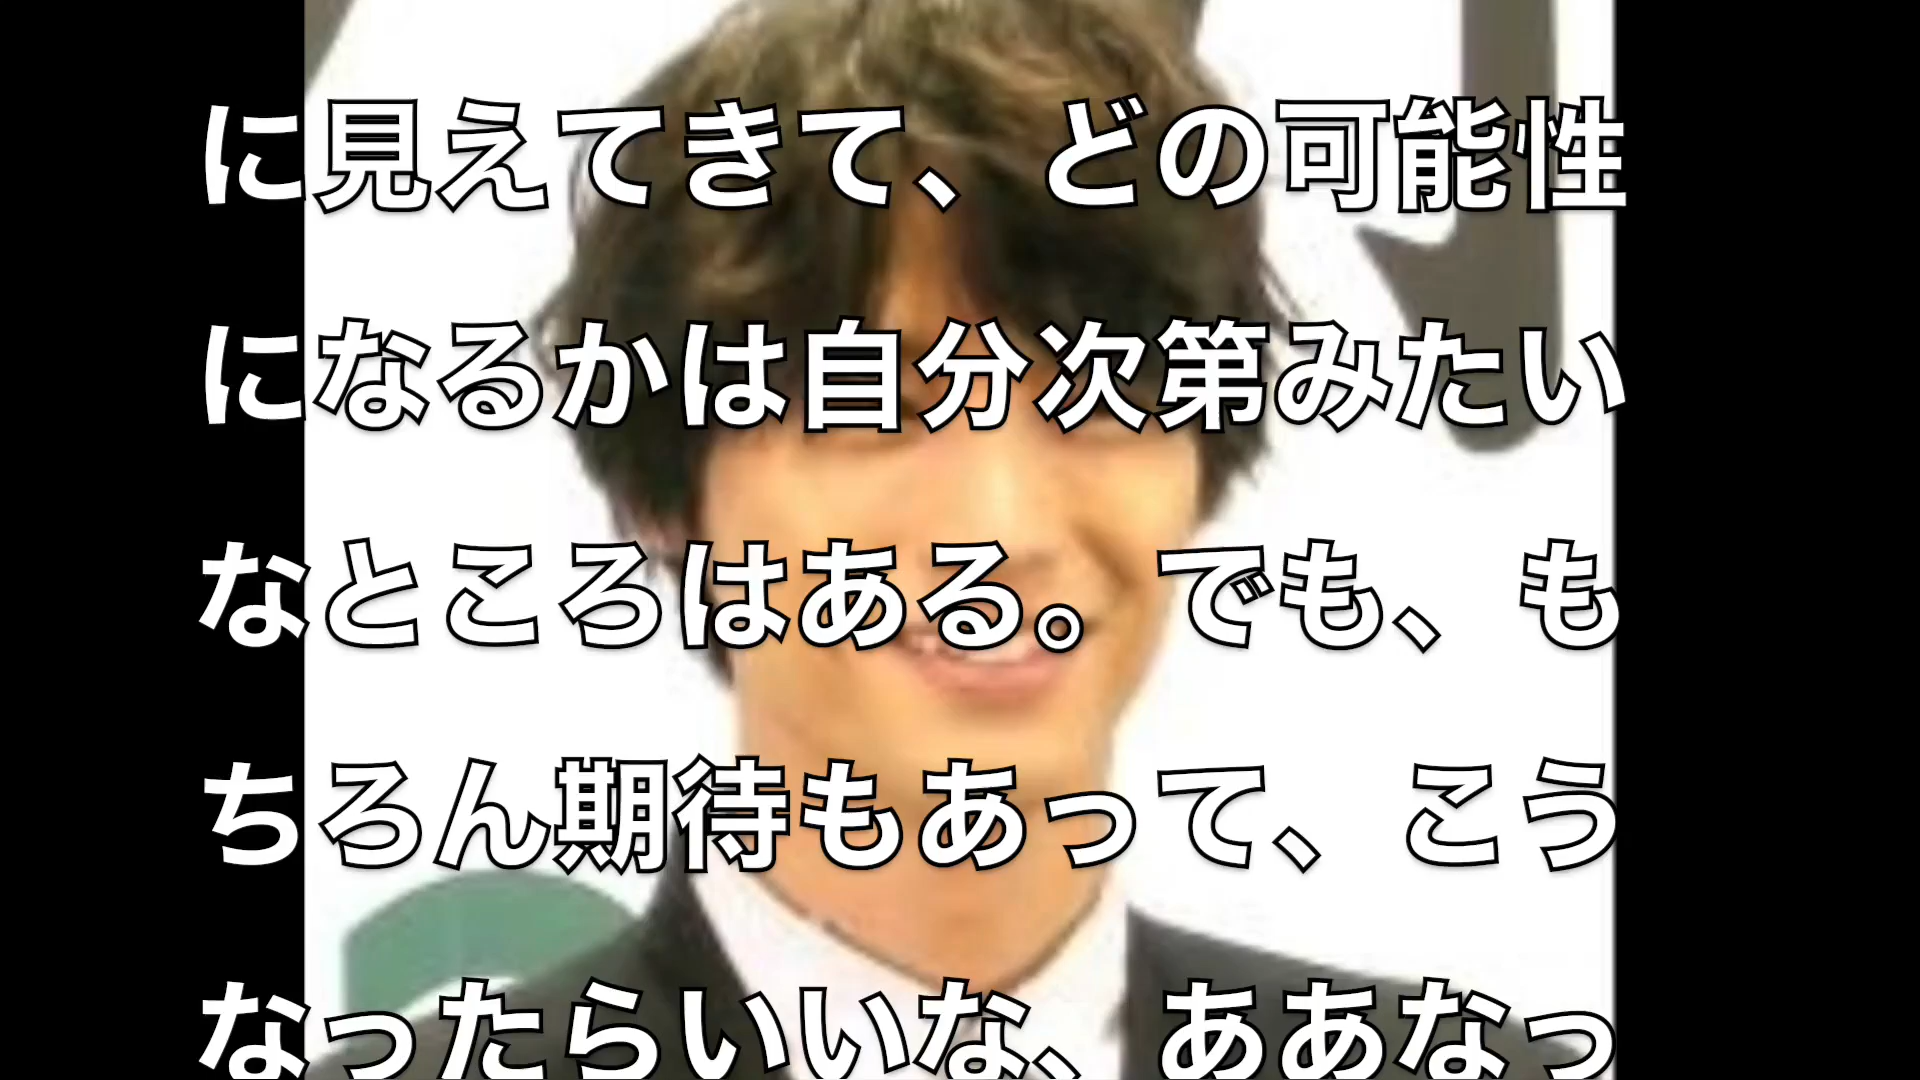 に見えてきて、どの可能性
になるかは自分次第みたい
なところはある。でも、も
ちろん期待もあって、こう
なったらいいな、ああなっ